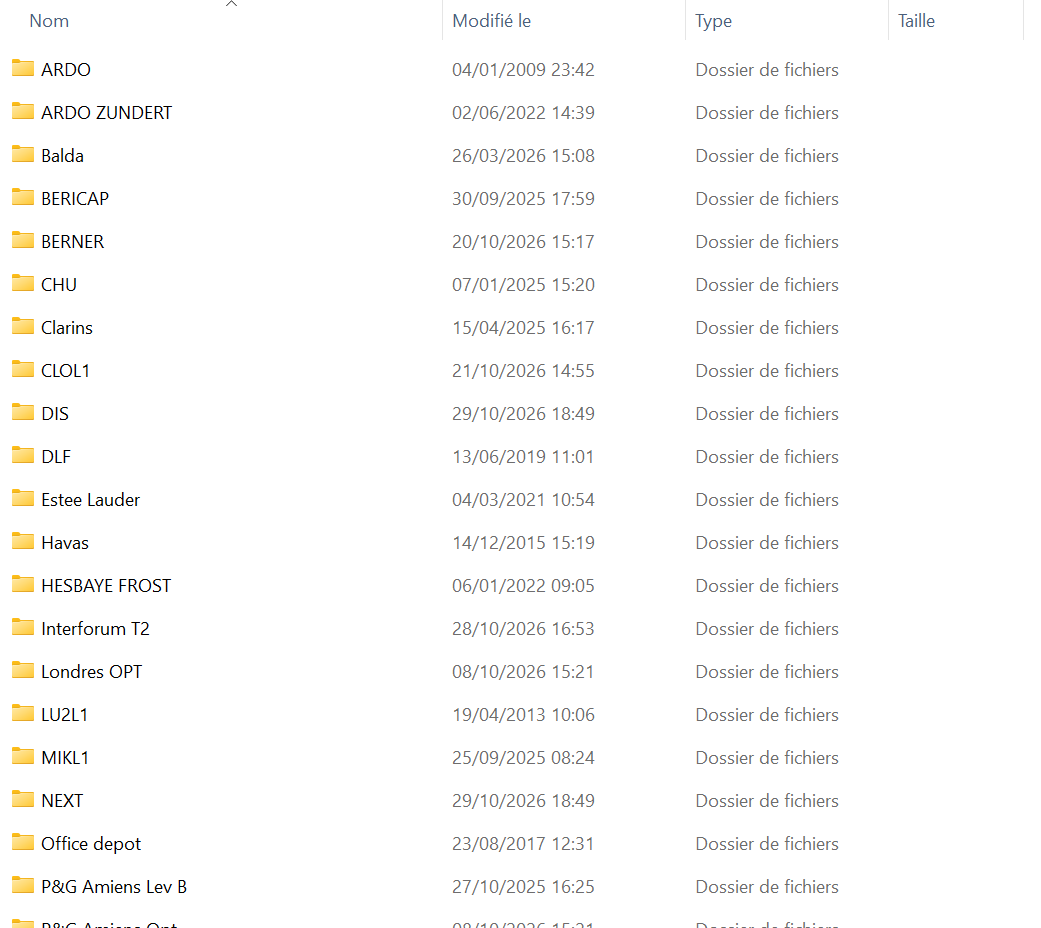 Nom Modifié le Type Taille
ARDO 04/01/2009 23:42 Dossier de fichiers
ARDO ZUNDERT 02/06/2022 14:39 Dossier de fichiers
Balda 26/03/2026 15:08 Dossier de fichiers
BERICAP 30/09/2025 17:59 Dossier de fichiers
BERNER 20/10/2026 15:17 Dossier de fichiers
CHU 07/01/2025 15:20 Dossier de fichiers
Clarins 15/04/2025 16:17 Dossier de fichiers
CLOL1 21/10/2026 14:55 Dossier de fichiers
DIS 29/10/2026 18:49 Dossier de fichiers
DLF 13/06/2019 11:01 Dossier de fichiers
Estee Lauder 04/03/2021 10:54 Dossier de fichiers
Havas 14/12/2015 15:19 Dossier de fichiers
HESBAYE FROST 06/01/2022 09:05 Dossier de fichiers
Interforum T2 28/10/2026 16:53 Dossier de fichiers
Londres OPT 08/10/2026 15:21 Dossier de fichiers
LU2L1 19/04/2013 10:06 Dossier de fichiers
MIKL1 25/09/2025 08:24 Dossier de fichiers
NEXT 29/10/2026 18:49 Dossier de fichiers
Office depot 23/08/2017 12:31 Dossier de fichiers
P&G Amiens Lev B 27/10/2025 16:25 Dossier de fichiers
P&G Amiens Opt 08/10/2026 15:21 Dossier de fichiers